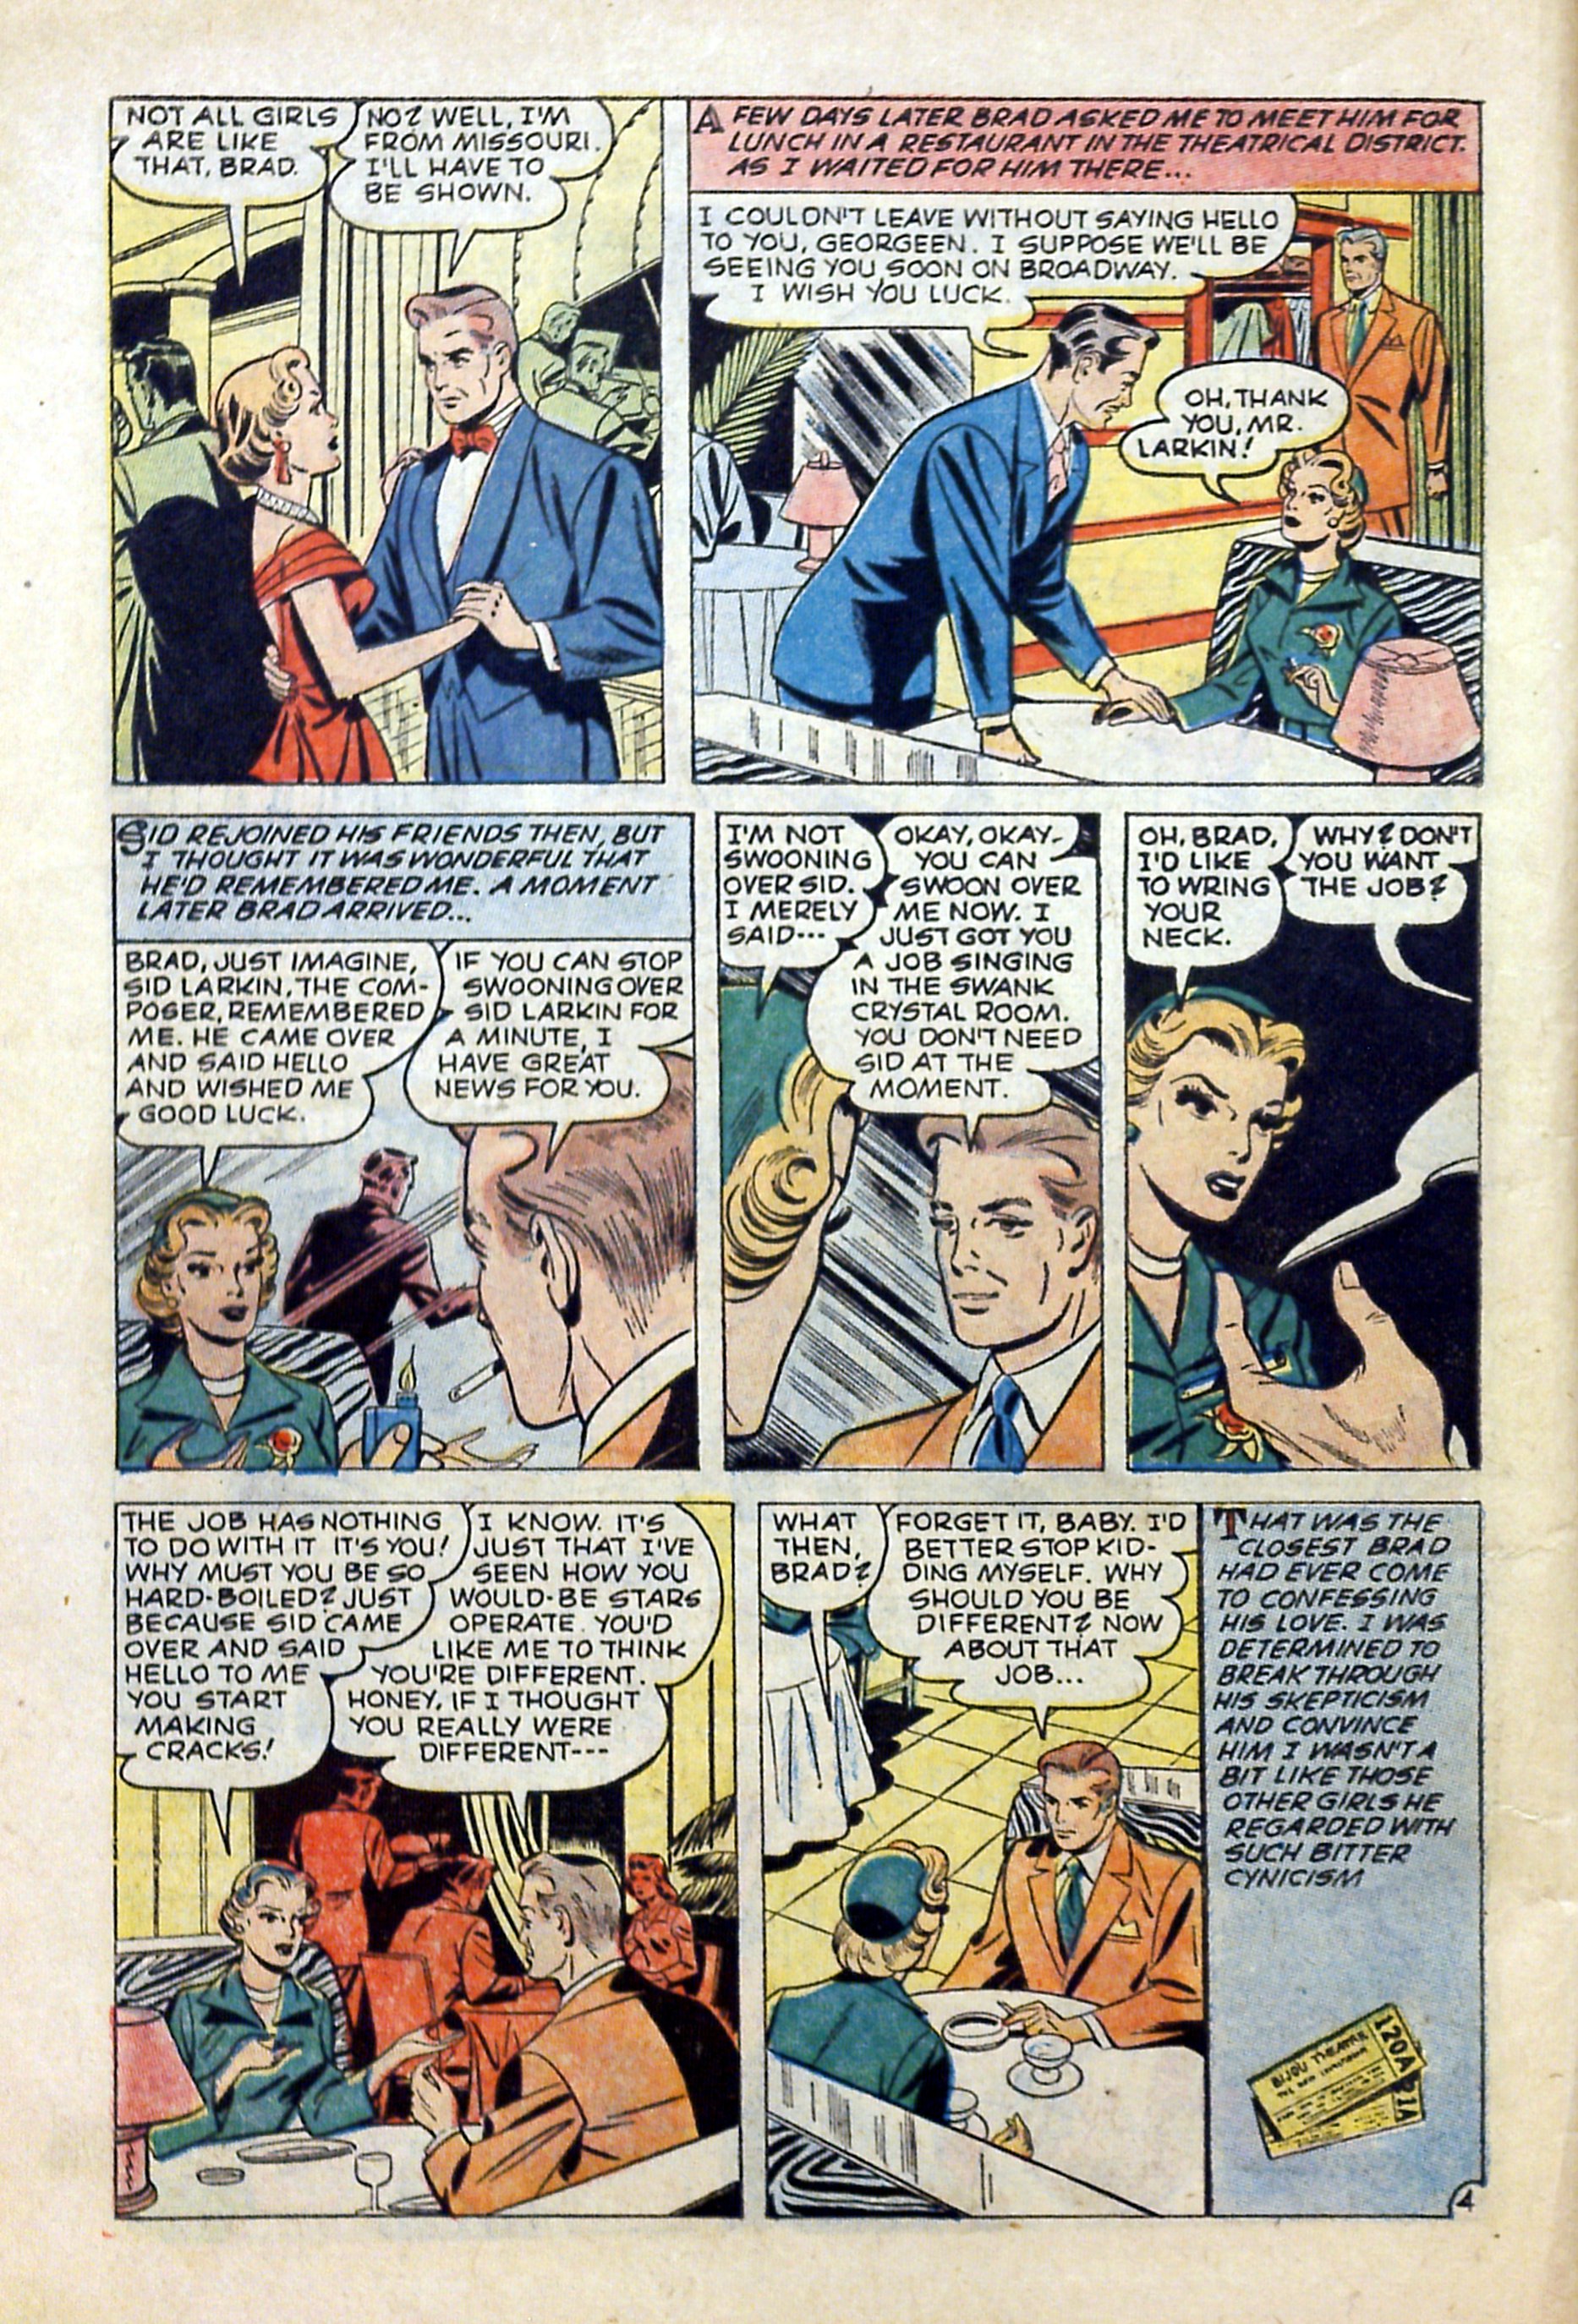 NOT ALL GIRLS
ARE LIKE
THAT, BRAD.
NO? WELL, I'M
FROM MISSOURI.
I'LL HAVE TO
BE SHOWN.
A FEW DAYS LATER BRAD ASKED ME TO MEET HIM FOR
LUNCH IN A RESTAURANT IN THE THEATRICAL DISTRICT.
AS I WAITED FOR HIM THERE...
I COULDN'T LEAVE WITHOUT SAYING HELLO
TO YOU, GEORGEEN. I SUPPOSE WE'LL BE
SEEING YOU SOON ON BROADWAY.
I WISH YOU LUCK.
OH, THANK
YOU, MR.
LARKIN!
SID REJOINED HIS FRIENDS THEN, BUT
I THOUGHT IT WAS WONDERFUL THAT
HE'D REMEMBERED ME. A MOMENT
LATER BRAD ARRIVED...
BRAD, JUST IMAGINE,
SID LARKIN, THE COM-
POSER, REMEMBERED
ME. HE CAME OVER
AND SAID HELLO
AND WISHED ME
GOOD LUCK.
IF YOU CAN STOP
SWOONING OVER
SID LARKIN FOR
A MINUTE, I
HAVE GREAT
NEWS FOR YOU.
I'M NOT
SWOONING
OVER SID.
I MERELY
SAID---
OKAY, OKAY-
YOU CAN
SWOON OVER
ME NOW. I
JUST GOT YOU
A JOB SINGING
IN THE SWANK
CRYSTAL ROOM.
YOU DON'T NEED
SID AT THE
MOMENT.
OH, BRAD,
I'D LIKE
TO WRING
YOUR
NECK.
WHY? DON'T
YOU WANT
THE JOB?
THE JOB HAS NOTHING
TO DO WITH IT IT'S YOU!
WHY MUST YOU BE SO
HARD-BOILED? JUST
BECAUSE SID CAME
OVER AND SAID
HELLO TO ME
YOU START
MAKING
CRACKS!
I KNOW. IT'S
JUST THAT I'VE
SEEN HOW YOU
WOULD-BE STARS
OPERATE. YOU'D
LIKE ME TO THINK
YOU'RE DIFFERENT.
HONEY, IF I THOUGHT
YOU REALLY WERE
DIFFERENT---
WHAT
THEN,
BRAD?
FORGET IT, BABY. I'D
BETTER STOP KID-
DING MYSELF. WHY
SHOULD YOU BE
DIFFERENT? NOW
ABOUT THAT
JOB...
THAT WAS THE
CLOSEST BRAD
HAD EVER COME
TO CONFESSING
HIS LOVE. I WAS
DETERMINED TO
BREAK THROUGH
HIS SKEPTICISM
AND CONVINCE
HIM I WASN'T A
BIT LIKE THOSE
OTHER GIRLS HE
REGARDED WITH
SUCH BITTER
CYNICISM
BIJOU THEATRE
120A
21A
4